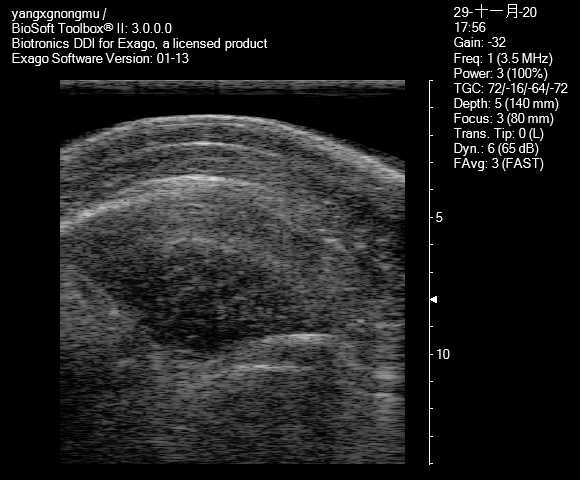 yangxgnongmu /
BioSoft Toolbox® II: 3.0.0.0
Biotronics DDI for Exago, a licensed product
Exago Software Version: 01-13
29-十一月-20
17:56
Gain: -32
Freq: 1 (3.5 MHz)
Power: 3 (100%)
TGC: 72/-16/-64/-72
Depth: 5 (140 mm)
Focus: 3 (80 mm)
Trans. Tip: 0 (L)
Dyn.: 6 (65 dB)
FAvg: 3 (FAST)
5
10